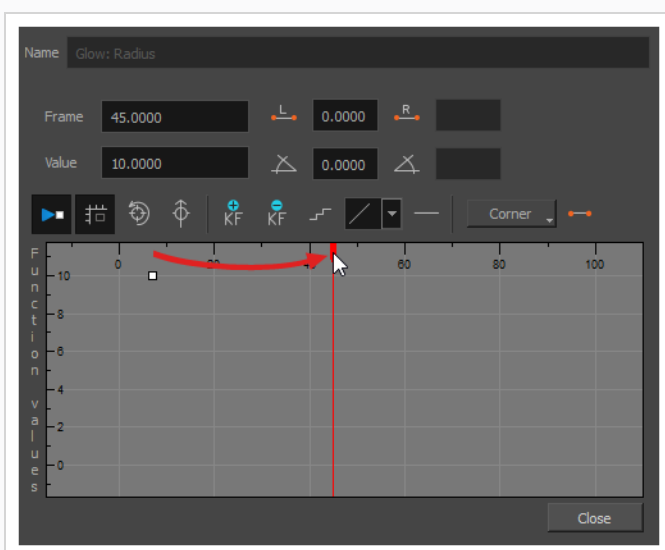 Name Glow: Radius
Frame 45.0000 L 0.0000 R
Value 10.0000 0.0000
KF KF Corner
Function values
0 20 40 60 80 100
10
8
6
4
2
0
Close